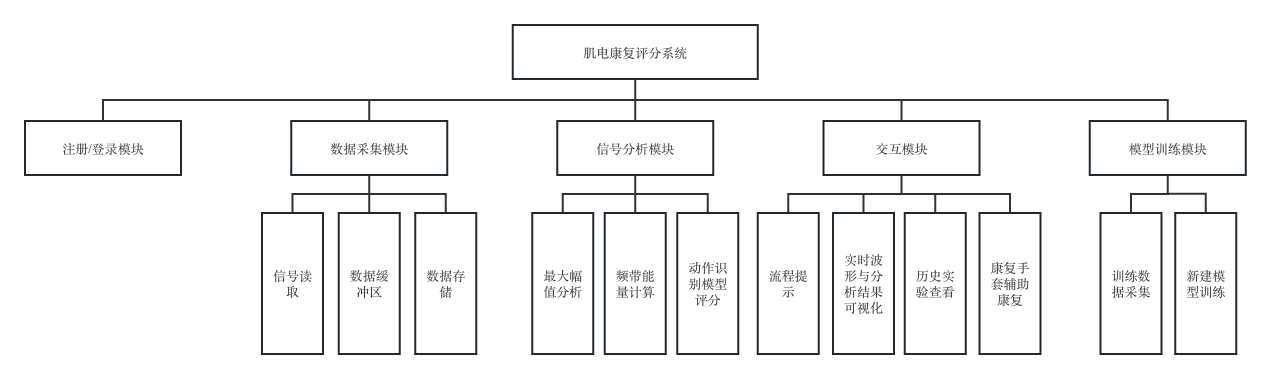 肌电康复评分系统
注册/登录模块
数据采集模块
信号分析模块
交互模块
模型训练模块
信号读
取
数据缓
冲区
数据存
储
最大幅
值分析
频带能
量计算
动作识
别模型
评分
流程提
示
实时波
形与分
析结果
可视化
历史实
验查看
康复手
套辅助
康复
训练数
据采集
新建模
型训练